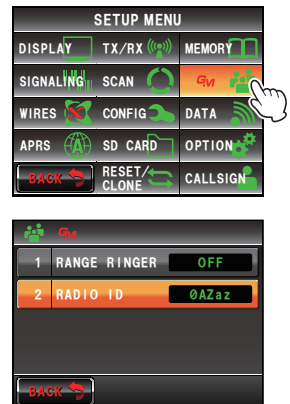 SETUP MENU
DISPLAY TX/RX MEMORY
SIGNALING SCAN GM
WIRES CONFIG DATA
APRS SD CARD OPTION
BACK RESET/CLONE CALLSIGN
GM
1 RANGE RINGER OFF
2 RADIO ID 0AZaz
BACK